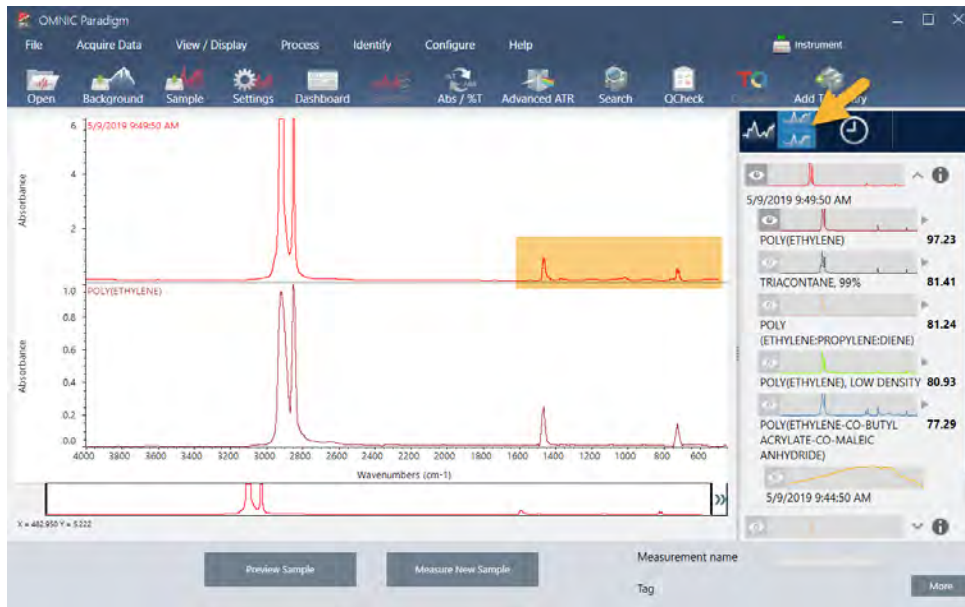 OMNIC Paradigm
File Acquire Data View / Display Process Identify Configure Help Instrument
Open Background Sample Settings Dashboard Abs / %T Advanced ATR Search QCheck Add
5/9/2019 9:49:50 AM
6
4
2
Absorbance
POLY(ETHYLENE)
1.0
0.8
0.6
0.4
0.2
0.0
Absorbance
4000 3800 3600 3400 3200 3000 2800 2600 2400 2200 2000 1800 1600 1400 1200 1000 800 600
Wavenumbers (cm-1)
X = 482.950 Y = 5.222
5/9/2019 9:49:50 AM
POLY(ETHYLENE) 97.23
TRIACONTANE, 99% 81.41
POLY 81.24
(ETHYLENE:PROPYLENE:DIENE)
POLY(ETHYLENE), LOW DENSITY 80.93
POLY(ETHYLENE-CO-BUTYL 77.29
ACRYLATE-CO-MALEIC
ANHYDRIDE)
5/9/2019 9:44:50 AM
Preview Sample
Measure New Sample
Measurement name
Tag
More